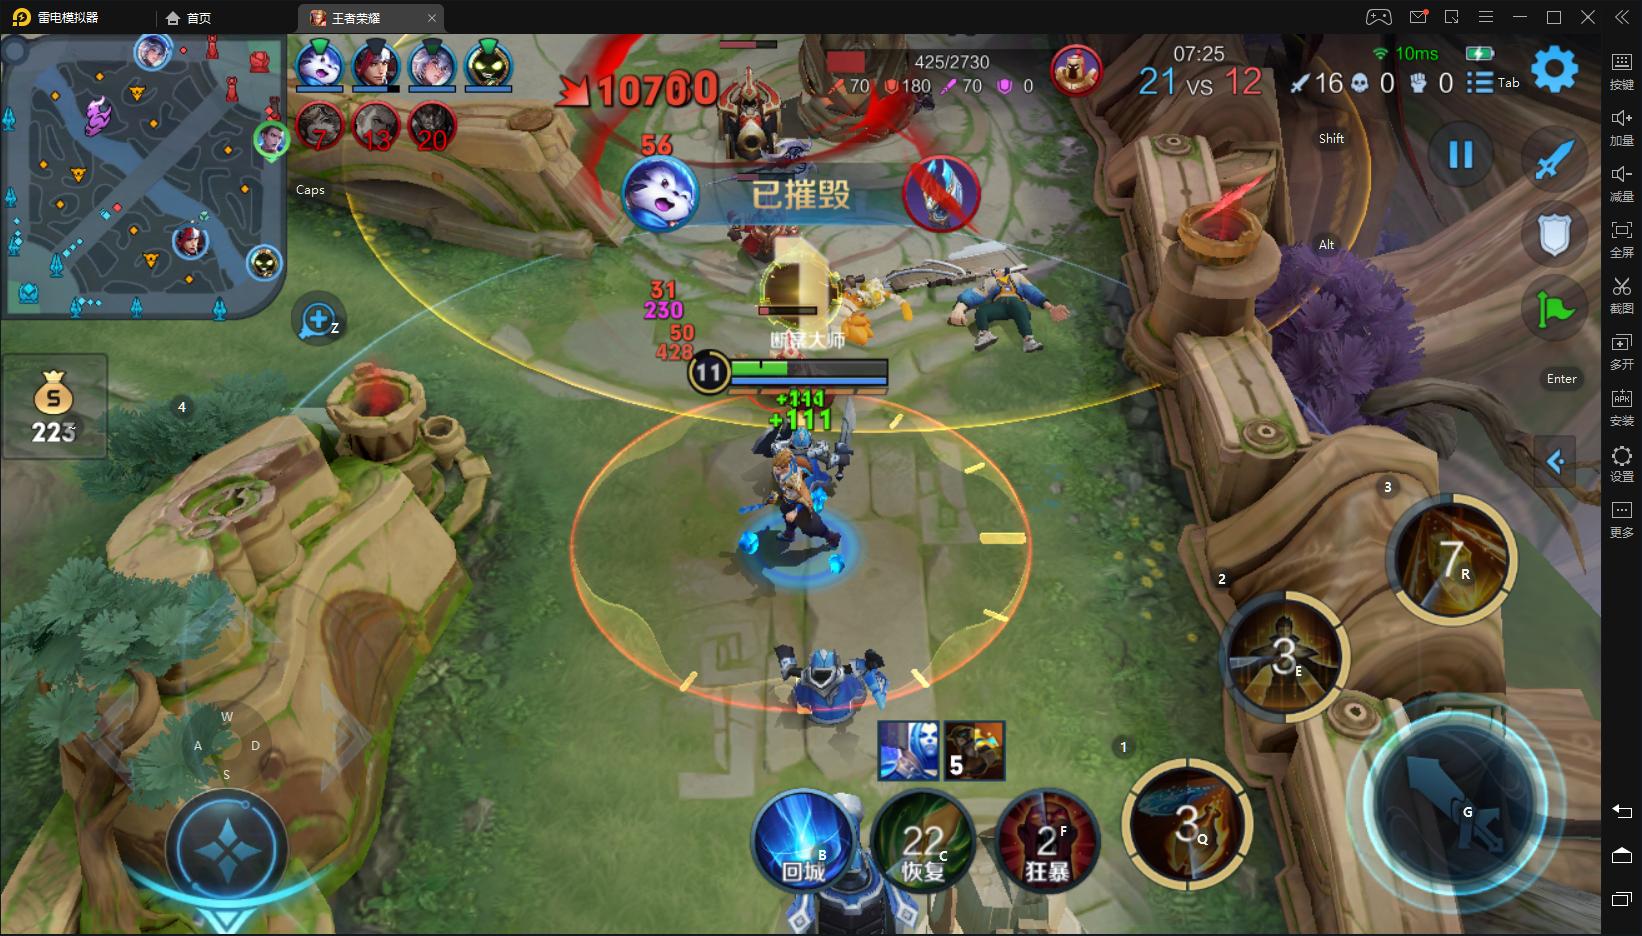 雷电模拟器
首页
王者荣耀
425/2730
70
180
70
0
07:25
21 vs 12
10ms
16
0
0
Tab
按键
加量
减量
全屏
截图
多开
安装
设置
更多
7
13
20
56
已摧毁
Caps
Shift
Alt
Enter
Z
31
230
50
428
断案大师
11
+111
S
4
3
7
R
2
3
E
1
3
Q
G
W
A
D
S
5
回城
B
22
恢复
C
2
狂暴
F
APK